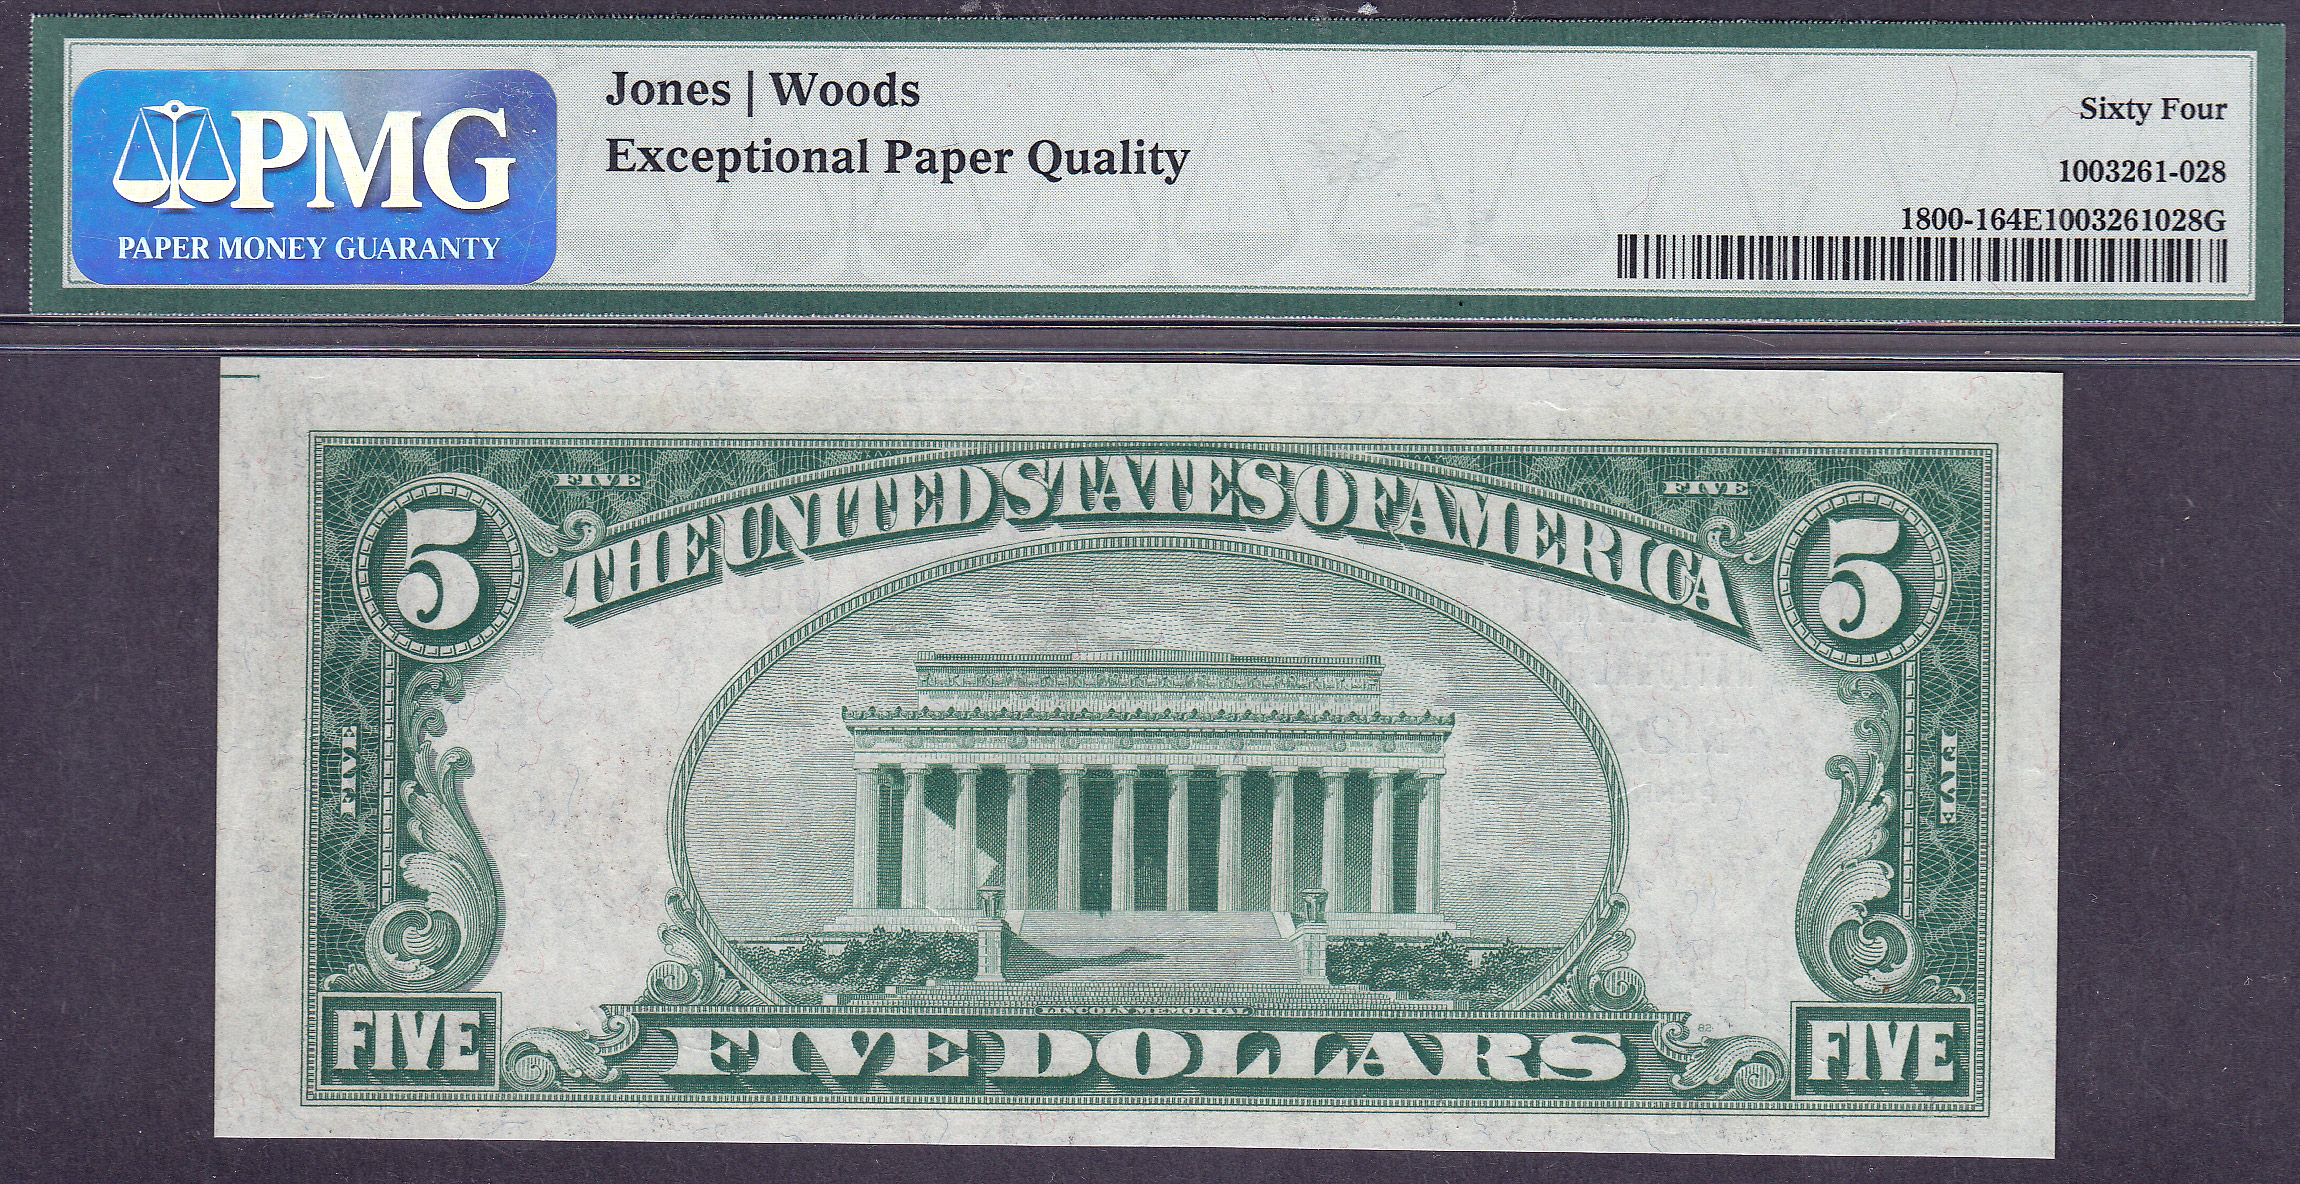 PMG
PAPER MONEY GUARANTY
Jones | Woods
Exceptional Paper Quality
Sixty Four
1003261-028
1800-164E1003261028G
5
FIVE
THE UNITED STATES OF AMERICA
FIVE
5
FIVE
FIVE
LINCOLN MEMORIAL
FIVE
FIVE DOLLARS
82
FIVE